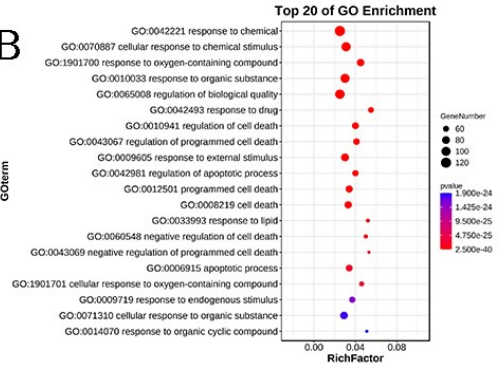 B
Top 20 of GO Enrichment
GO:0042221 response to chemical
GO:0070887 cellular response to chemical stimulus
GO:1901700 response to oxygen-containing compound
GO:0010033 response to organic substance
GO:0065008 regulation of biological quality
GO:0042493 response to drug
GO:0010941 regulation of cell death
GO:0043067 regulation of programmed cell death
GO:0009605 response to external stimulus
GO:0042981 regulation of apoptotic process
GO:0012501 programmed cell death
GO:0008219 cell death
GO:0033993 response to lipid
GO:0060548 negative regulation of cell death
GO:0043069 negative regulation of programmed cell death
GO:0006915 apoptotic process
GO:1901701 cellular response to oxygen-containing compound
GO:0009719 response to endogenous stimulus
GO:0071310 cellular response to organic substance
GO:0014070 response to organic cyclic compound
GOterm
0.00 0.04 0.08
RichFactor
GeneNumber
60
80
100
120
pvalue
1.900e-24
1.425e-24
9.500e-25
4.750e-25
2.500e-40